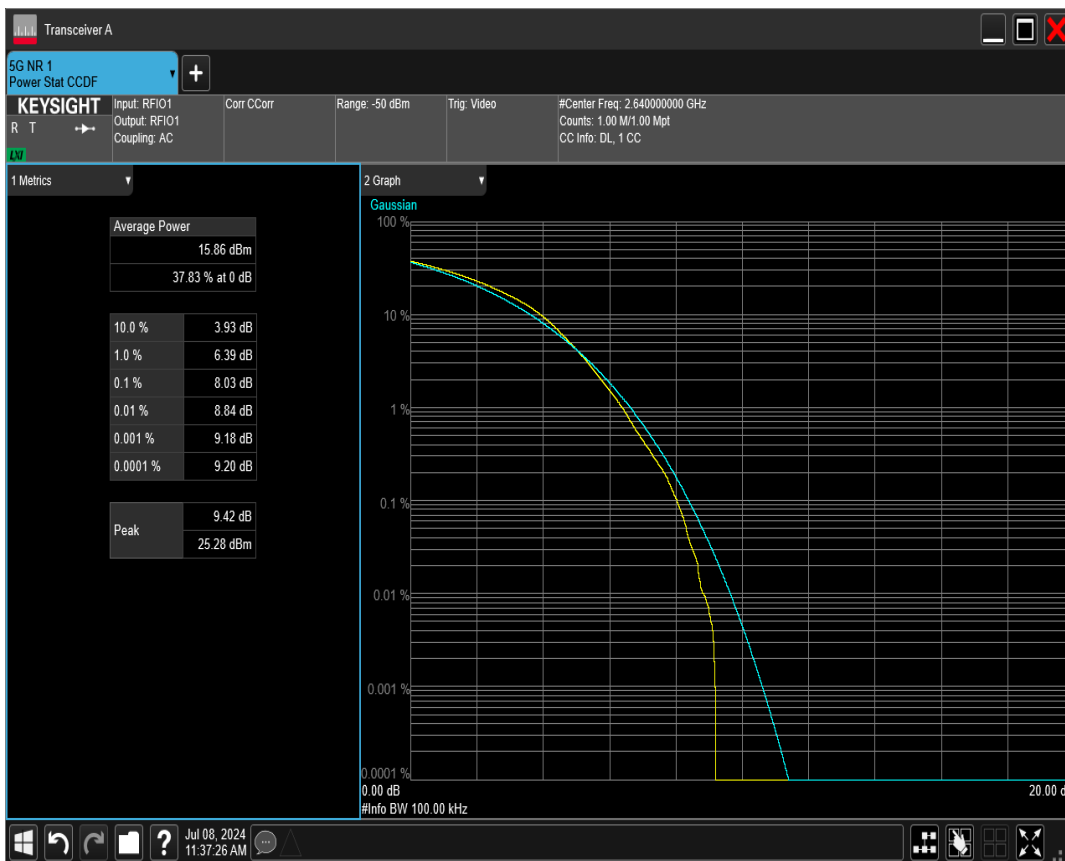 Transceiver A
5G NR 1
Power Stat CCDF
+
KEYSIGHT
R T
LXI
Input: RFIO1
Output: RFIO1
Coupling: AC
Corr CCorr
Range: -50 dBm
Trig: Video
#Center Freq: 2.640000000 GHz
Counts: 1.00 M/1.00 Mpt
CC Info: DL, 1 CC
1 Metrics
Average Power
15.86 dBm
37.83 % at 0 dB
10.0 % 3.93 dB
1.0 % 6.39 dB
0.1 % 8.03 dB
0.01 % 8.84 dB
0.001 % 9.18 dB
0.0001 % 9.20 dB
Peak
9.42 dB
25.28 dBm
2 Graph
Gaussian
100 %
10 %
1 %
0.1 %
0.01 %
0.001 %
0.0001 %
0.00 dB
20.00 d
#Info BW 100.00 kHz
?
Jul 08, 2024
11:37:26 AM